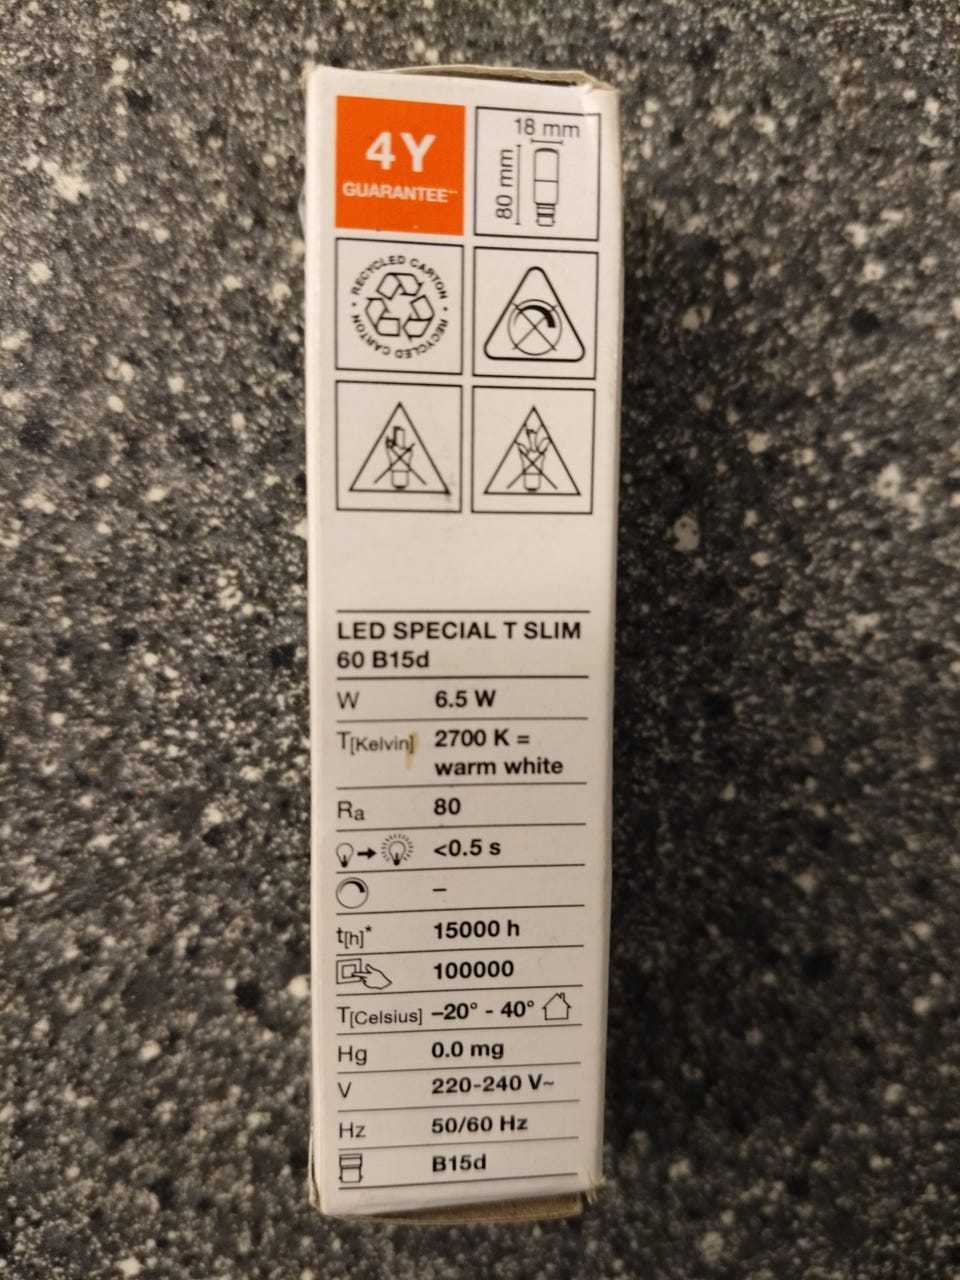 4Y
GUARANTEE**
18 mm
80 mm
RECYCLED CARTON • RECYCLED CARTON •
LED SPECIAL T SLIM
60 B15d
W 6.5 W
T[Kelvin] 2700 K =
warm white
Ra 80
<0.5 s
–
t[h]* 15000 h
100000
T[Celsius] –20° - 40°
Hg 0.0 mg
V 220-240 V~
Hz 50/60 Hz
B15d